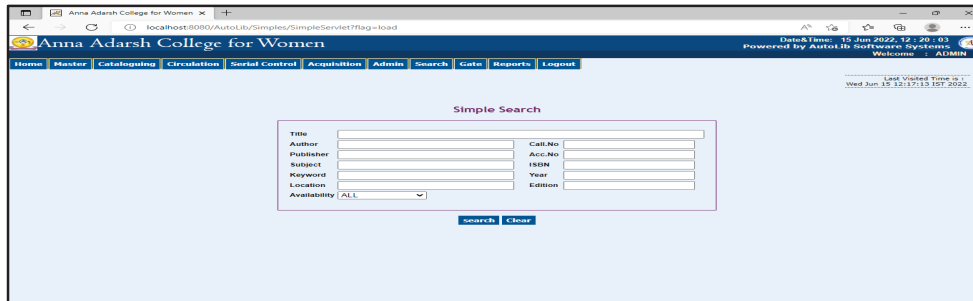 Anna Adarsh College for Women
localhost:8080/AutoLib/Simples/SimpleServlet?flag=load
Anna Adarsh College for Women
Date&Time: 15 Jun 2022, 12 : 20 : 03
Powered by AutoLib Software Systems
Welcome : ADMIN
Home Master Cataloguing Circulation Serial Control Acquisition Admin Search Gate Reports Logout
Last Visited Time is :
Wed Jun 15 12:17:13 IST 2022
Simple Search
Title
Author Call.No
Publisher Acc.No
Subject ISBN
Keyword Year
Location Edition
Availability ALL
search Clear